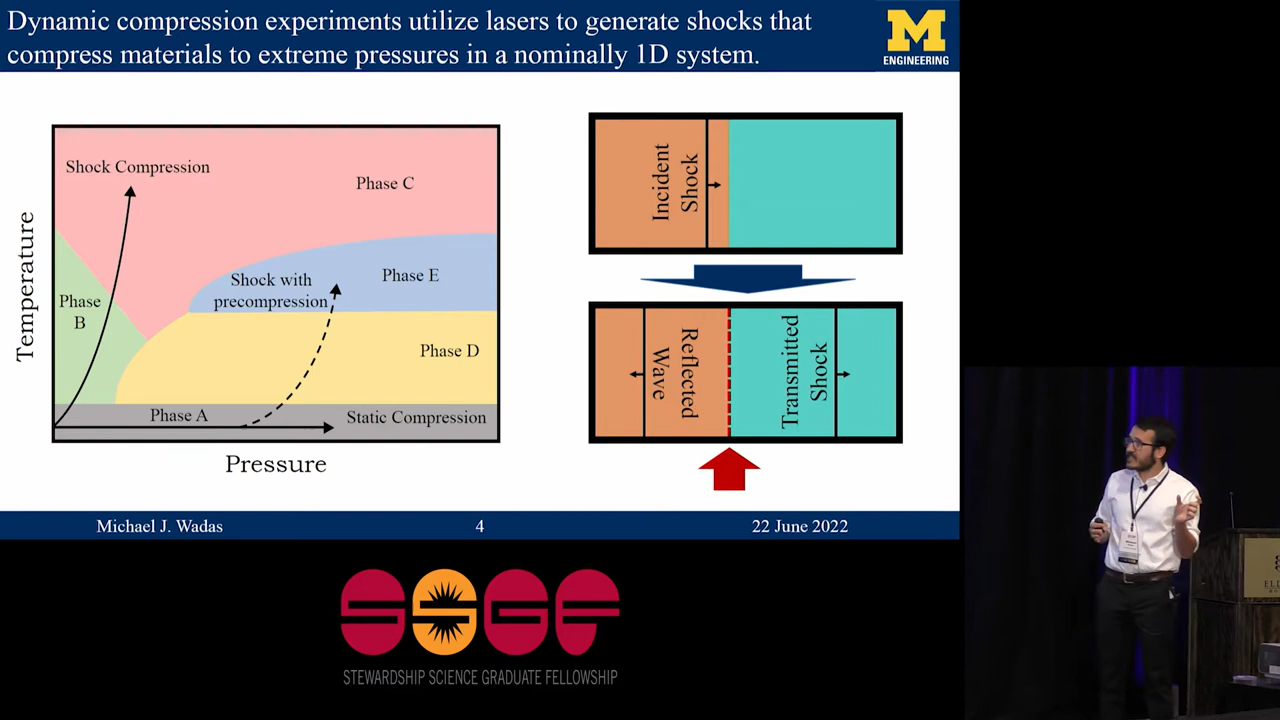 Dynamic compression experiments utilize lasers to generate shocks that
compress materials to extreme pressures in a nominally 1D system.
M
ENGINEERING
Temperature
Shock Compression
Phase C
Phase
B
Shock with
precompression
Phase E
Phase D
Phase A
Static Compression
Pressure
Incident
Shock
Reflected
Wave
Transmitted
Shock
Michael J. Wadas
4
22 June 2022
SSGF
STEWARDSHIP SCIENCE GRADUATE FELLOWSHIP